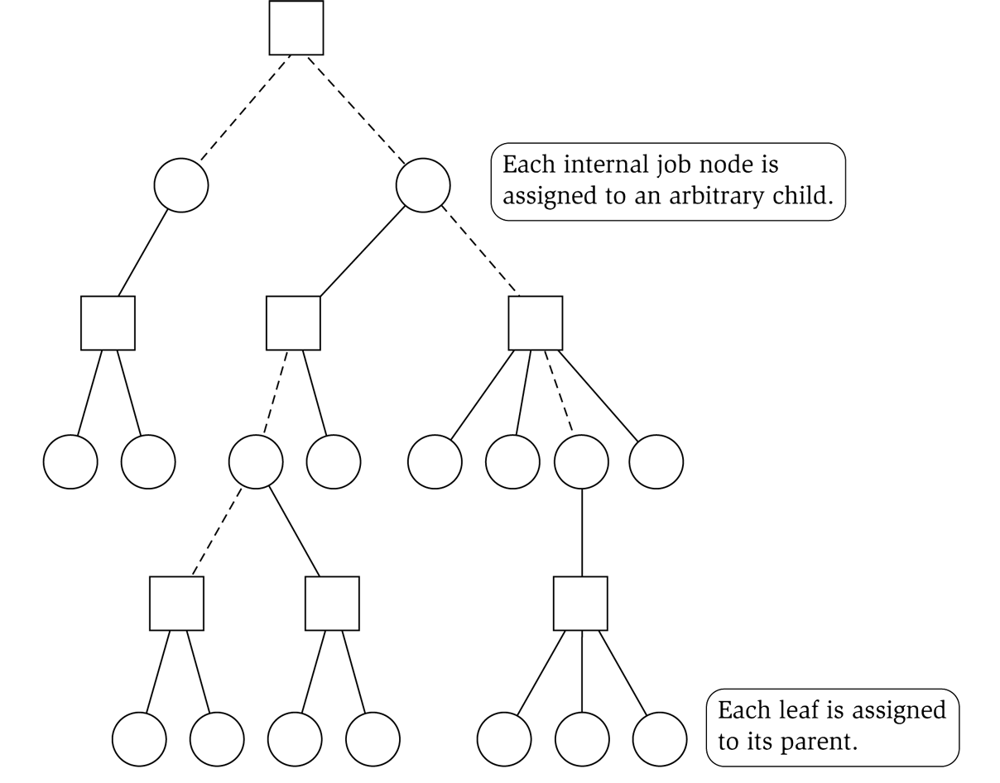 Each internal job node is
assigned to an arbitrary child.
Each leaf is assigned
to its parent.